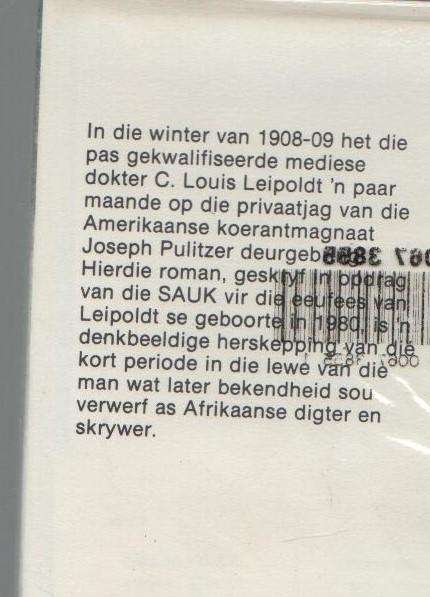 In die winter van 1908-09 het die
pas gekwalifiseerde mediese
dokter C. Louis Leipoldt 'n paar
maande op die privaatjag van die
Amerikaanse koerantmagnaat
Joseph Pulitzer
Hierdie roman, geskryf in opdrag
van die SAUK vir die eeufees van
Leipoldt se geboorte in 1980, is 'n
denkbeeldige herskepping van die
kort periode in die lewe van die
man wat later bekendheid sou
verwerf as Afrikaanse digter en
skrywer.